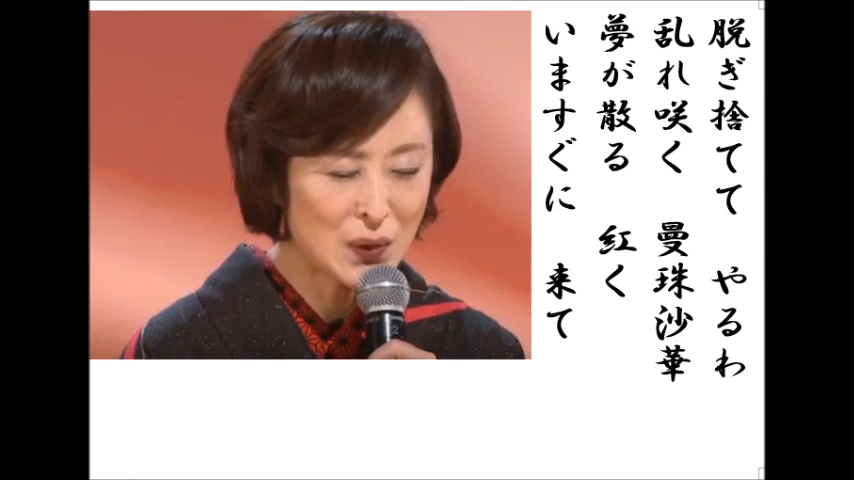 脱ぎ捨てて　やるわ
乱れ咲く　曼珠沙華
夢が散る　紅く
いますぐに　来て
2